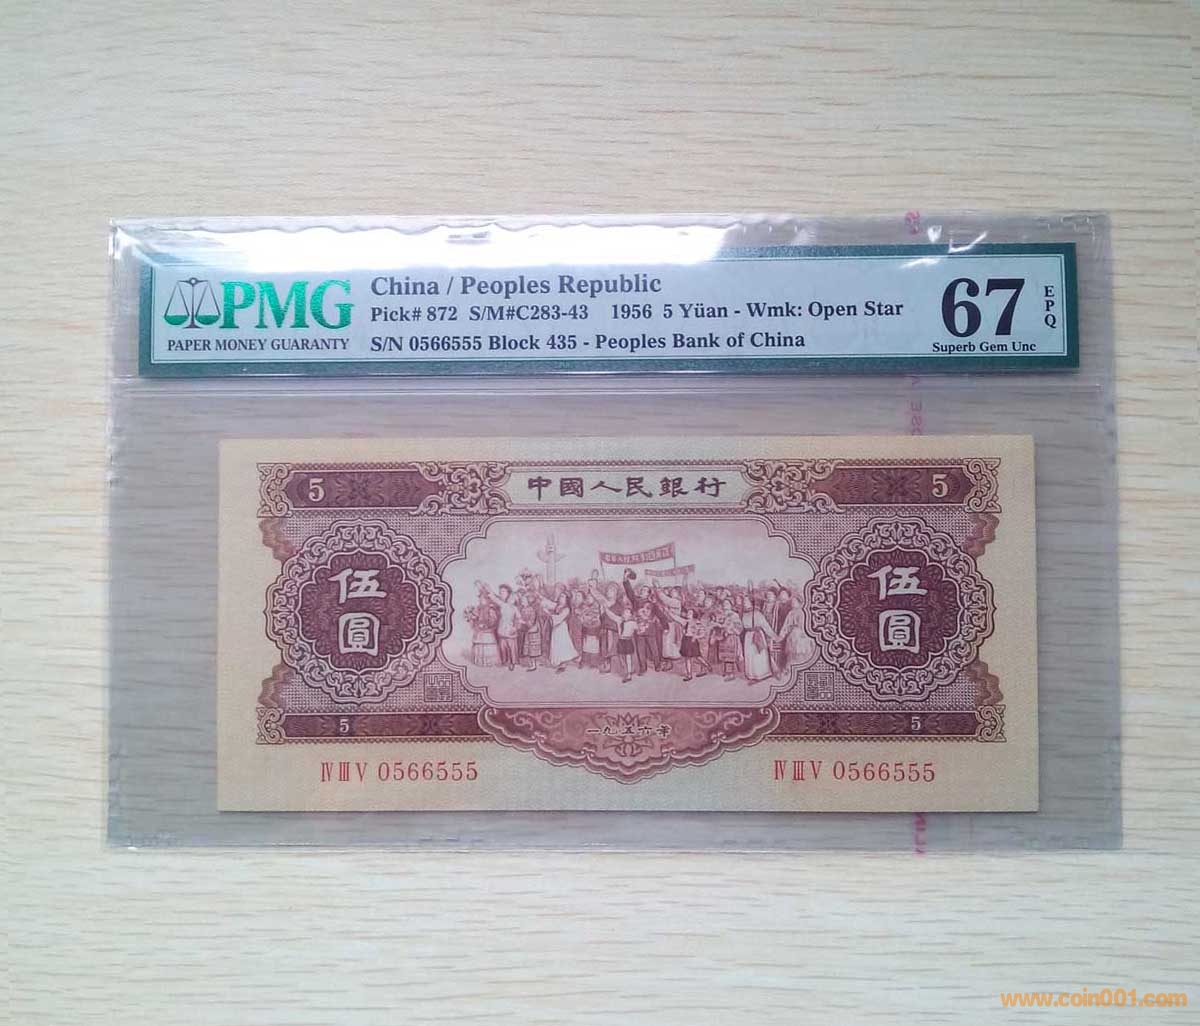 PMG
PAPER MONEY GUARANTY
China / Peoples Republic
Pick# 872 S/M#C283-43 1956 5 Yüan - Wmk: Open Star
S/N 0566555 Block 435 - Peoples Bank of China
67
EPQ
Superb Gem Unc
5
中國人民銀行
5
伍圓
伍圓
5
一九五六年
5
ⅣⅢⅤ 0566555
ⅣⅢⅤ 0566555
www.coin001.com